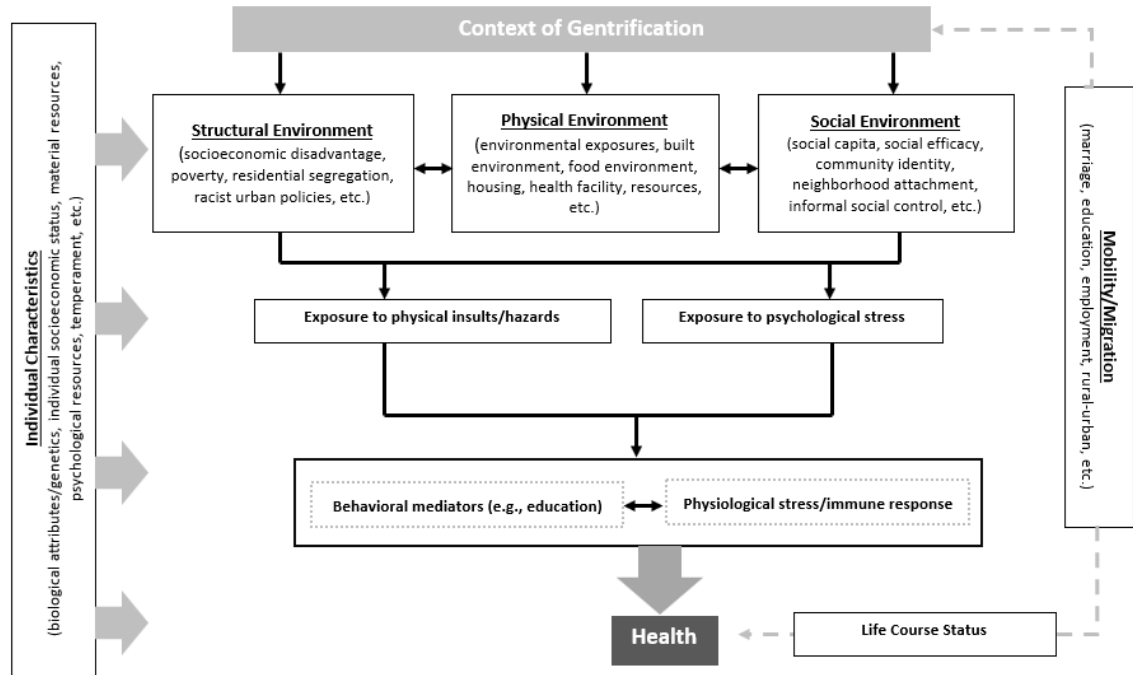 Context of Gentrification
Individual Characteristics
(biological attributes/genetics, individual socioeconomic status, material resources,
psychological resources, temperament, etc.)
Structural Environment
(socioeconomic disadvantage,
poverty, residential segregation,
racist urban policies, etc.)
Physical Environment
(environmental exposures, built
environment, food environment,
housing, health facility, resources,
etc.)
Social Environment
(social capita, social efficacy,
community identity,
neighborhood attachment,
informal social control, etc.)
Mobility/Migration
(marriage, education, employment, rural-urban, etc.)
Exposure to physical insults/hazards
Exposure to psychological stress
Behavioral mediators (e.g., education)
Physiological stress/immune response
Health
Life Course Status